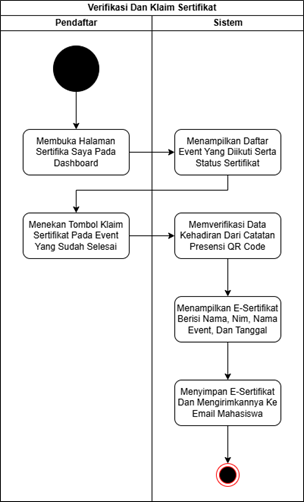 Verifikasi Dan Klaim Sertifikat
Pendaftar
Sistem
Membuka Halaman
Sertifika Saya Pada
Dashboard
Menampilkan Daftar
Event Yang Diikuti Serta
Status Sertifikat
Menekan Tombol Klaim
Sertifikat Pada Event
Yang Sudah Selesai
Memverifikasi Data
Kehadiran Dari Catatan
Presensi QR Code
Menampilkan E-Sertifikat
Berisi Nama, Nim, Nama
Event, Dan Tanggal
Menyimpan E-Sertifikat
Dan Mengirimkannya Ke
Email Mahasiswa